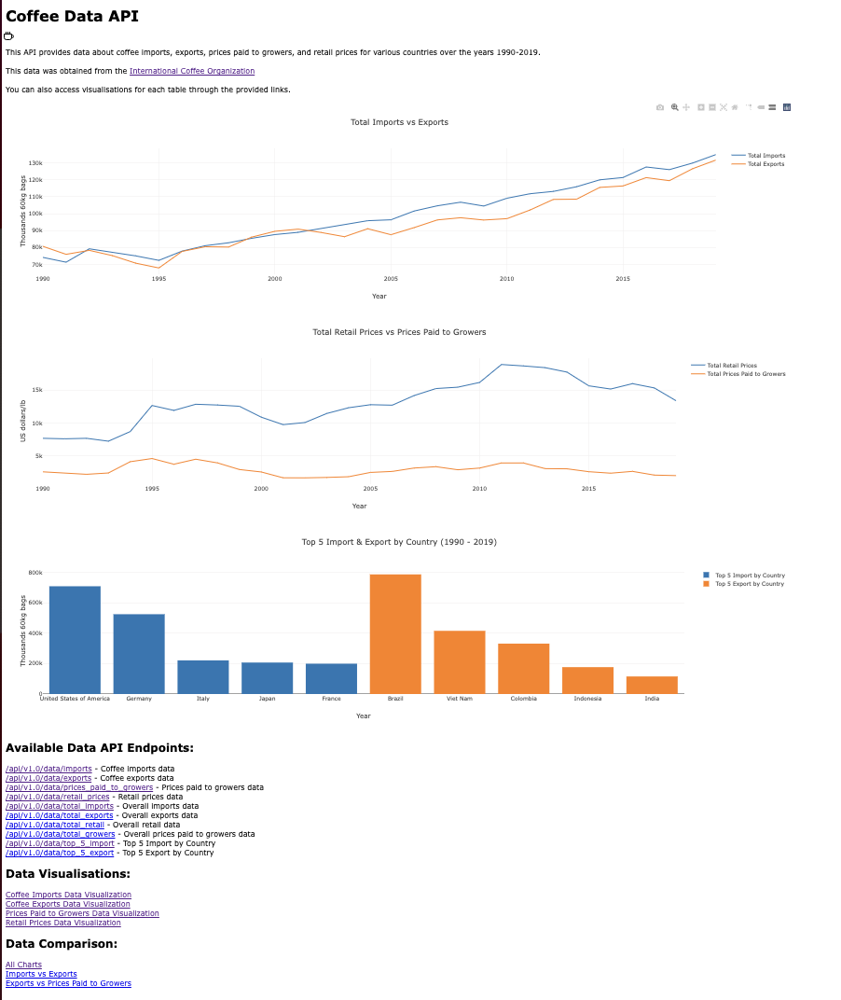 Coffee Data API
This API provides data about coffee imports, exports, prices paid to growers, and retail prices for various countries over the years 1990-2019.
This data was obtained from the International Coffee Organization
You can also access visualisations for each table through the provided links.
Total Imports vs Exports
Total Imports
Total Exports
130k
120k
110k
100k
90k
80k
70k
Thousands 60kg bags
1990 1995 2000 2005 2010 2015
Year
Total Retail Prices vs Prices Paid to Growers
Total Retail Prices
Total Prices Paid to Growers
15k
10k
5k
US dollars/lb
1990 1995 2000 2005 2010 2015
Year
Top 5 Import & Export by Country (1990 - 2019)
Top 5 Import by Country
Top 5 Export by Country
800k
600k
400k
200k
0
Thousands 60kg bags
United States of America Germany Italy Japan France Brazil Viet Nam Colombia Indonesia India
Year
Available Data API Endpoints:
/api/v1.0/data/imports - Coffee imports data
/api/v1.0/data/exports - Coffee exports data
/api/v1.0/data/prices_paid_to_growers - Prices paid to growers data
/api/v1.0/data/retail_prices - Retail prices data
/api/v1.0/data/total_imports - Overall imports data
/api/v1.0/data/total_exports - Overall exports data
/api/v1.0/data/total_retail - Overall retail data
/api/v1.0/data/total_growers - Overall prices paid to growers data
/api/v1.0/data/top_5_import - Top 5 Import by Country
/api/v1.0/data/top_5_export - Top 5 Export by Country
Data Visualisations:
Coffee Imports Data Visualization
Coffee Exports Data Visualization
Prices Paid to Growers Data Visualization
Retail Prices Data Visualization
Data Comparison:
All Charts
Imports vs Exports
Exports vs Prices Paid to Growers